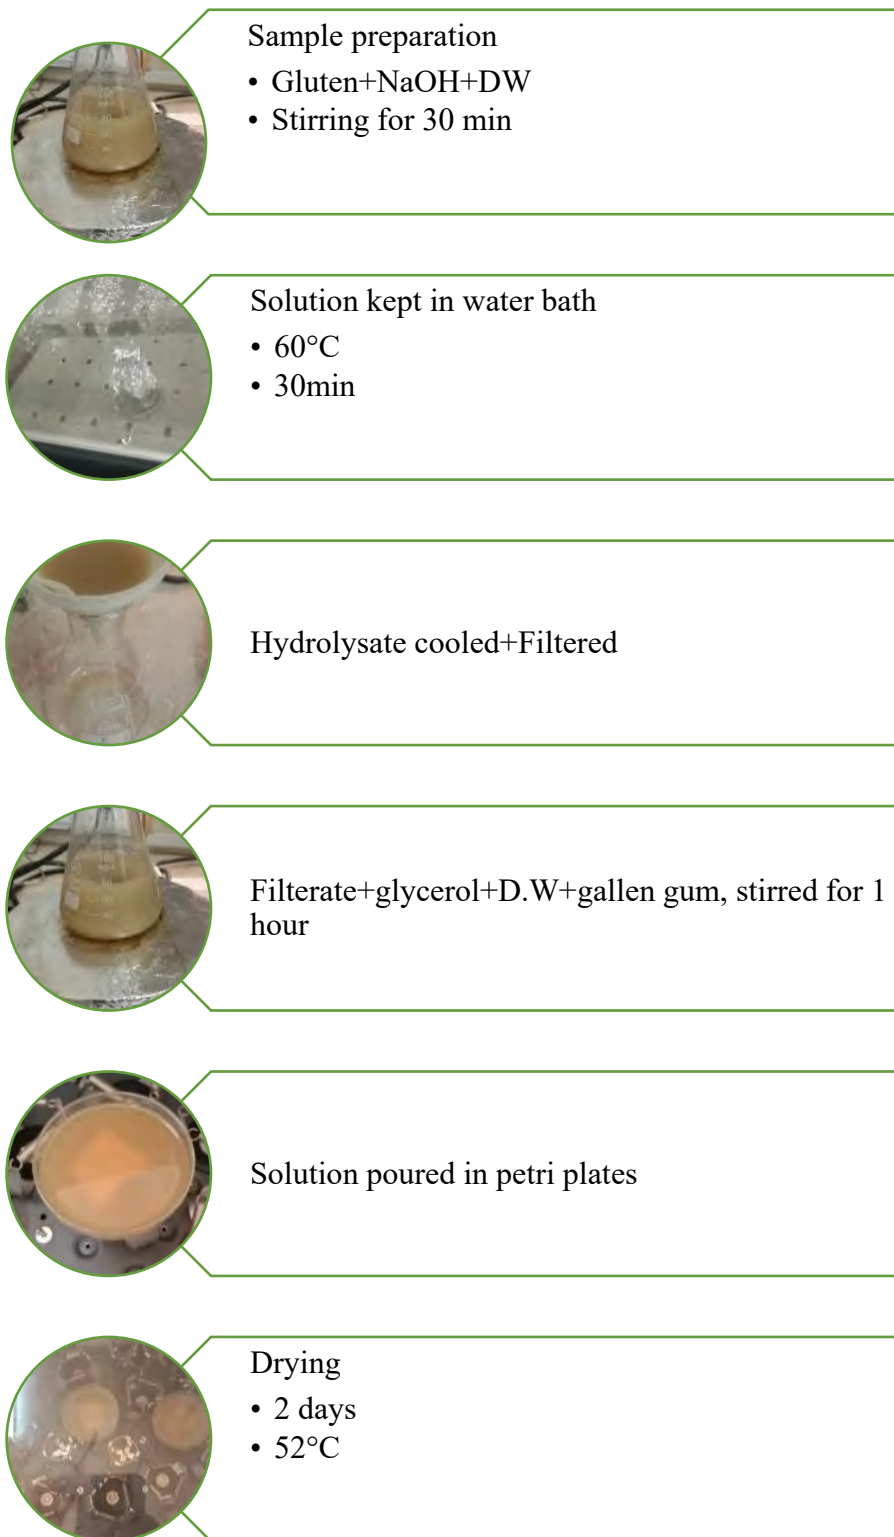 Sample preparation
• Gluten+NaOH+DW
• Stirring for 30 min
Solution kept in water bath
• 60°C
• 30min
Hydrolysate cooled+Filtered
Filterate+glycerol+D.W+gallen gum, stirred for 1
hour
Solution poured in petri plates
Drying
• 2 days
• 52°C